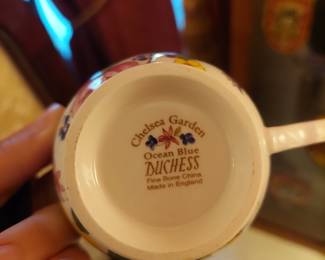 Chelsea Garden
Ocean Blue
DUCHESS
Fine Bone China
Made in England